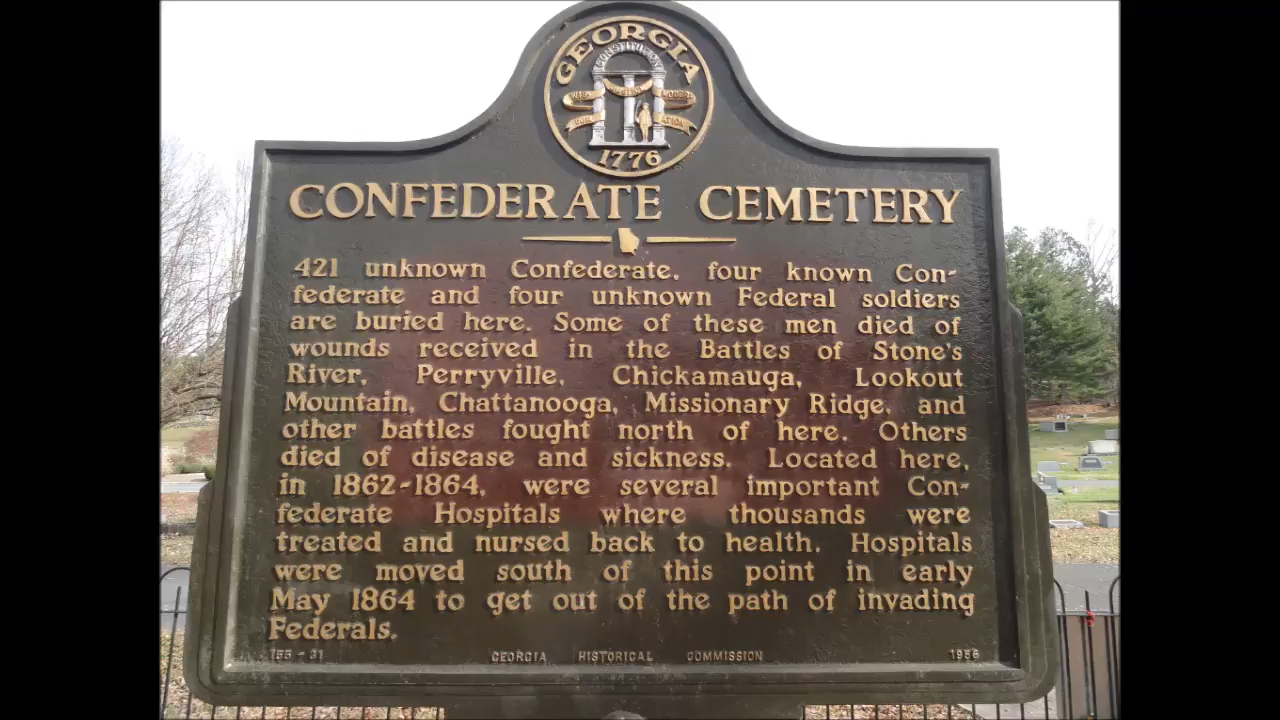 GEORGIA
CONSTITUTION
1776
CONFEDERATE CEMETERY
421 unknown Confederate, four known Con-
federate and four unknown Federal soldiers
are buried here. Some of these men died of
wounds received in the Battles of Stone's
River, Perryville, Chickamauga, Lookout
Mountain, Chattanooga, Missionary Ridge, and
other battles fought north of here. Others
died of disease and sickness. Located here,
in 1862-1864, were several important Con-
federate Hospitals where thousands were
treated and nursed back to health. Hospitals
were moved south of this point in early
May 1864 to get out of the path of invading
Federals.
155-31 GEORGIA HISTORICAL COMMISSION 1956